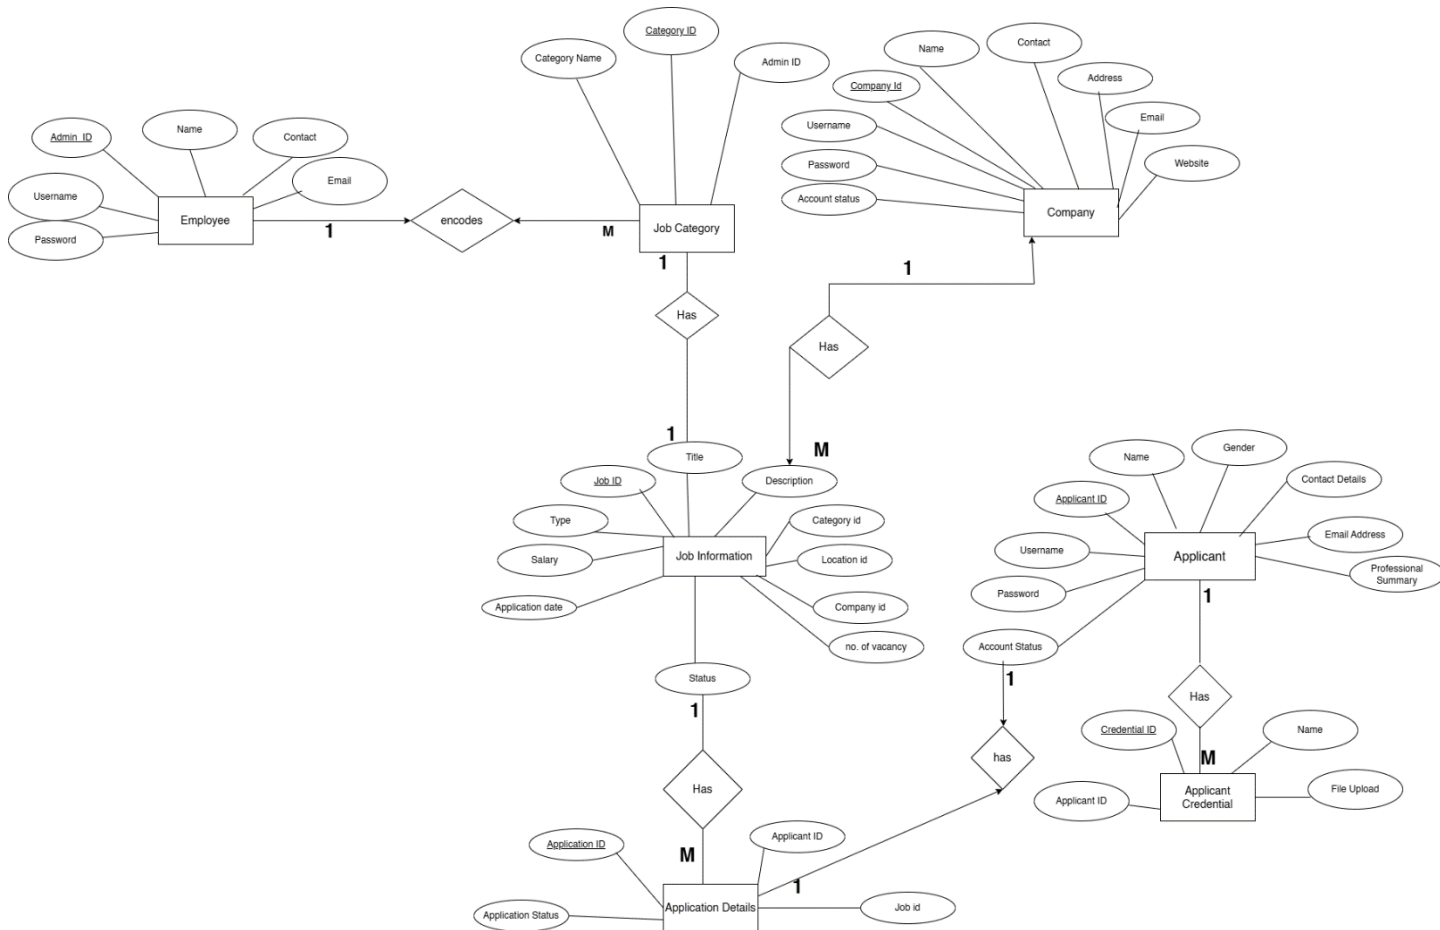 Category ID
Name
Contact
Category Name
Admin ID
Address
Company Id
Name
Admin_ID
Contact
Username
Email
Password
Website
Email
Username
Account status
Password
Employee
1
encodes
M
Job Category
Company
1
1
Has
Has
1
M
Title
Job ID
Description
Name
Gender
Contact Details
Applicant ID
Type
Category id
Salary
Job Information
Location id
Username
Applicant
Email Address
Professional
Summary
Application date
Company id
Password
1
no. of vacancy
Account Status
Status
1
1
Has
Credential ID
Name
has
M
Has
Applicant ID
Applicant
Credential
File Upload
Application ID
Applicant ID
M
1
Application Status
Application Details
Job id